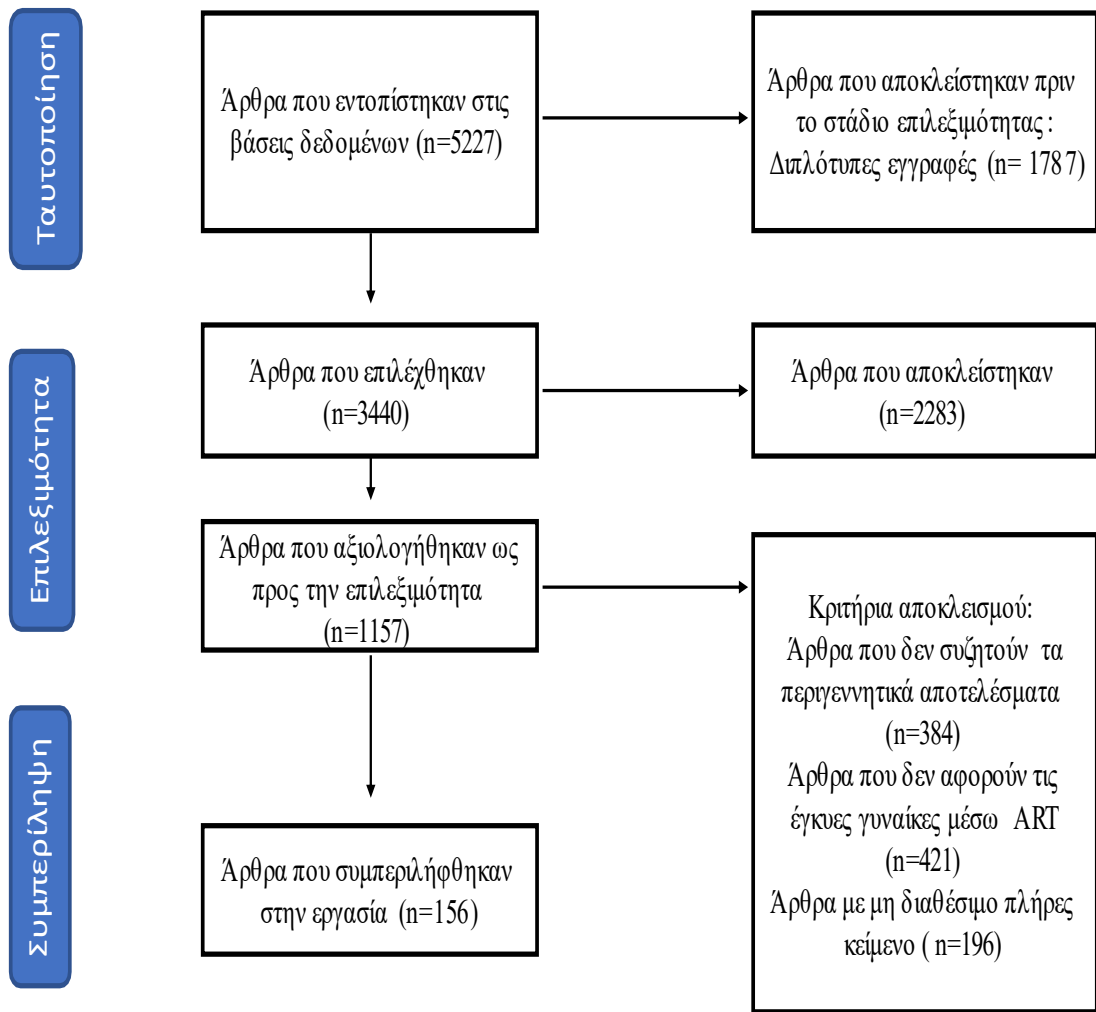 Ταυτοποίηση
Άρθρα που εντοπίστηκαν στις
βάσεις δεδομένων (n=5227)
Άρθρα που αποκλείστηκαν πριν
το στάδιο επιλεξιμότητας :
Διπλότυπες εγγραφές (n= 1787)
Επιλεξιμότητα
Άρθρα που επιλέχθηκαν
(n=3440)
Άρθρα που αποκλείστηκαν
(n=2283)
Άρθρα που αξιολογήθηκαν ως
προς την επιλεξιμότητα
(n=1157)
Κριτήρια αποκλεισμού:
Άρθρα που δεν συζητούν τα
περιγεννητικά αποτελέσματα
(n=384)
Άρθρα που δεν αφορούν τις
έγκυες γυναίκες μέσω ART
(n=421)
Άρθρα με μη διαθέσιμο πλήρες
κείμενο ( n=196)
Συμπερίληψη
Άρθρα που συμπεριλήφθηκαν
στην εργασία (n=156)